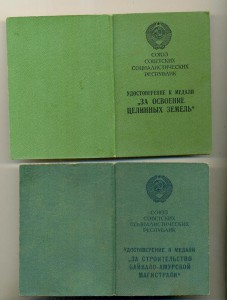 СОЮЗ
СОВЕТСКИХ
СОЦИАЛИСТИЧЕСКИХ
РЕСПУБЛИК
УДОСТОВЕРЕНИЕ К МЕДАЛИ
„ЗА ОСВОЕНИЕ
ЦЕЛИННЫХ ЗЕМЕЛЬ"
СОЮЗ
СОВЕТСКИХ
СОЦИАЛИСТИЧЕСКИХ
РЕСПУБЛИК
УДОСТОВЕРЕНИЕ К МЕДАЛИ
„ЗА СТРОИТЕЛЬСТВО
БАЙКАЛО-АМУРСКОЙ
МАГИСТРАЛИ"